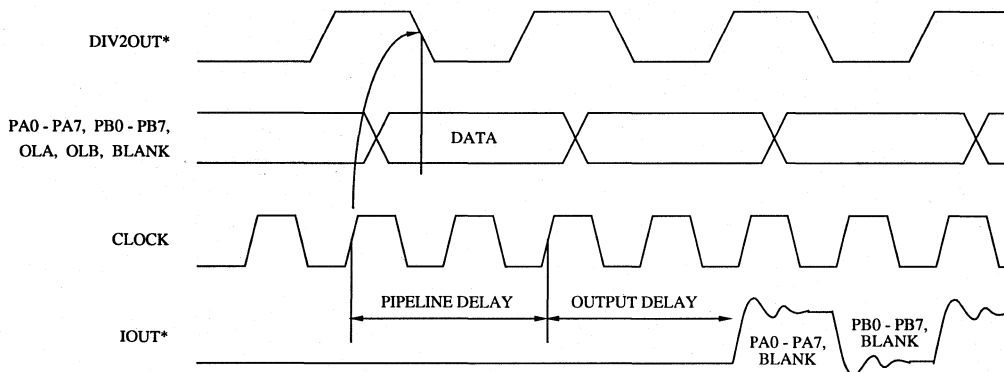 DIV2OUT*
PA0 - PA7, PB0 - PB7,
OLA, OLB, BLANK
DATA
CLOCK
PIPELINE DELAY
OUTPUT DELAY
IOUT*
PA0 - PA7,
BLANK
PB0 - PB7,
BLANK